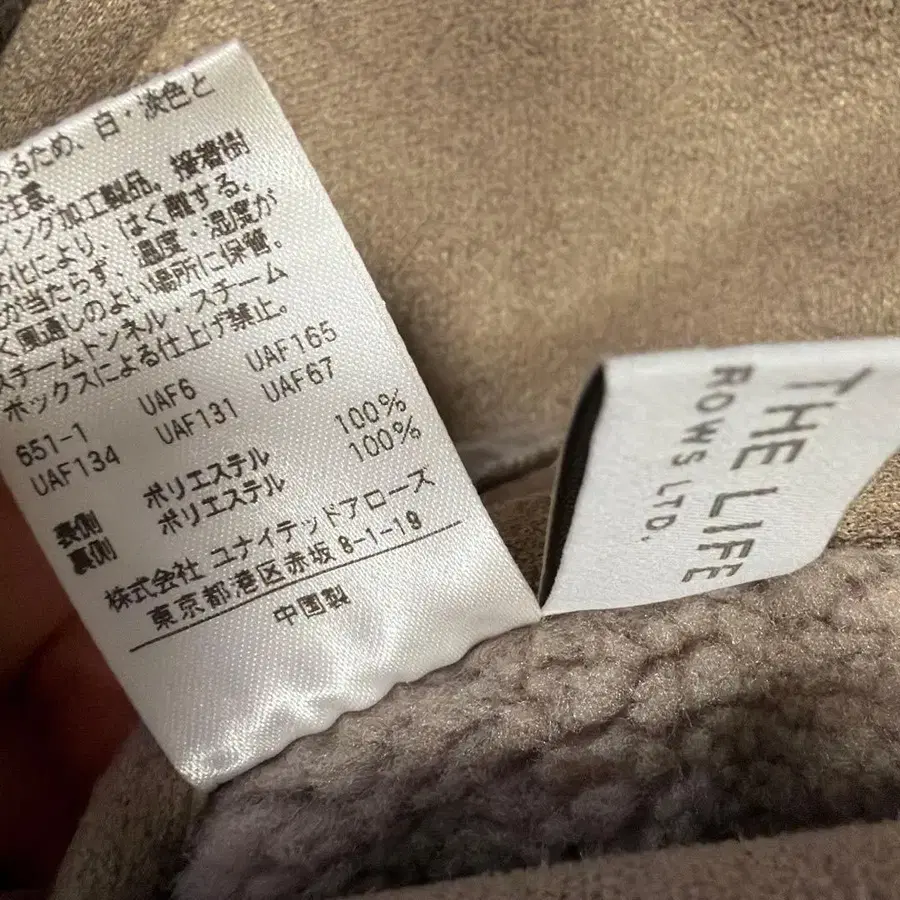 めるため、白・淡色と
注意。
ィング加工製品。接着樹
劣化により、はく離する。
が当たらず、温度・湿度が
く風通しのよい場所に保管。
スチームトンネル・スチーム
ボックスによる仕上げ禁止。
651-1 UAF6 UAF165
UAF134 UAF131 UAF67
表側 ポリエステル 100%
裏側 ポリエステル 100%
株式会社 ユナイテッドアローズ
東京都港区赤坂8-1-19
中国製
THE LIFE
ROWS LTD.